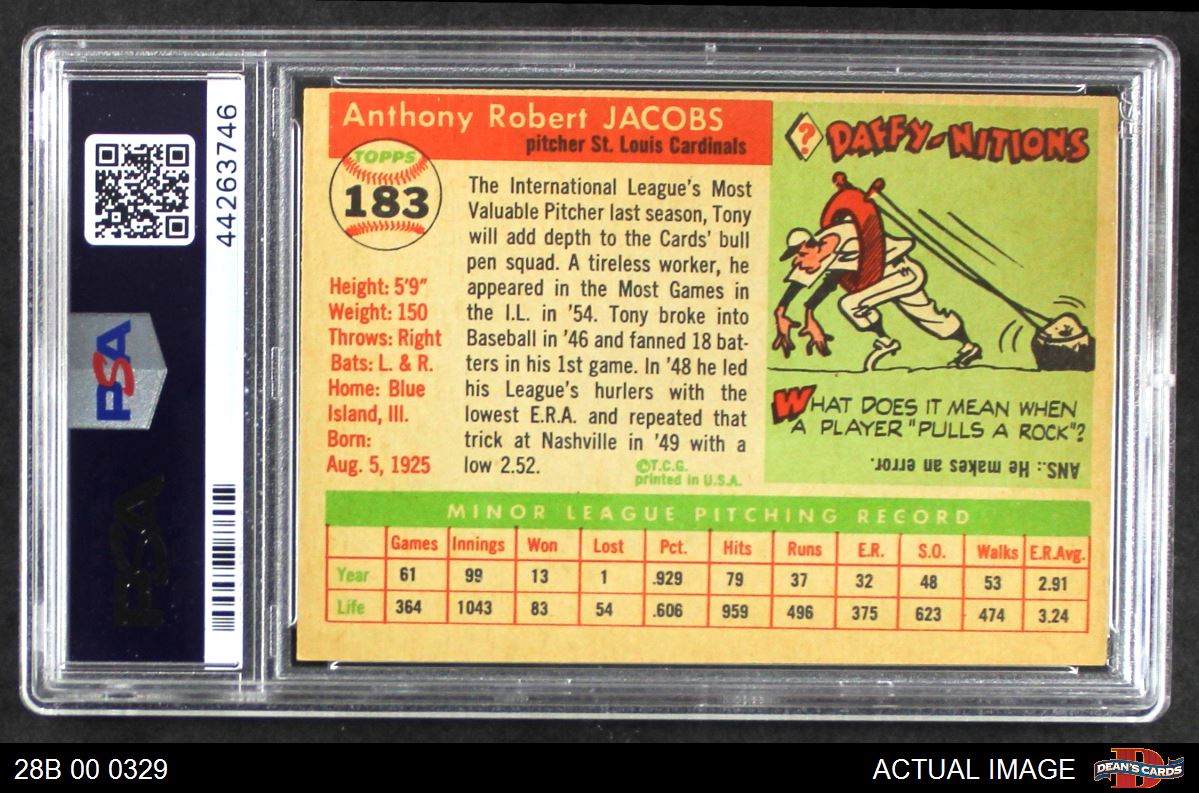 44263746
PSA
PSA
Anthony Robert JACOBS
pitcher St. Louis Cardinals
TOPPS
183
Height: 5'9"
Weight: 150
Throws: Right
Bats: L. & R.
Home: Blue
Island, Ill.
Born:
Aug. 5, 1925
The International League's Most
Valuable Pitcher last season, Tony
will add depth to the Cards' bull
pen squad. A tireless worker, he
appeared in the Most Games in
the I.L. in '54. Tony broke into
Baseball in '46 and fanned 18 bat-
ters in his 1st game. In '48 he led
his League's hurlers with the
lowest E.R.A. and repeated that
trick at Nashville in '49 with a
low 2.52.
©T.C.G.
printed in U.S.A.
? DAFFY-NITIONS
WHAT DOES IT MEAN WHEN
A PLAYER "PULLS A ROCK"?
ANS.: He makes an error.
MINOR LEAGUE PITCHING RECORD
Games Innings Won Lost Pct. Hits Runs E.R. S.O. Walks E.R.Avg.
Year 61 99 13 1 .929 79 37 32 48 53 2.91
Life 364 1043 83 54 .606 959 496 375 623 474 3.24
28B 00 0329
ACTUAL IMAGE
DEAN'S CARDS